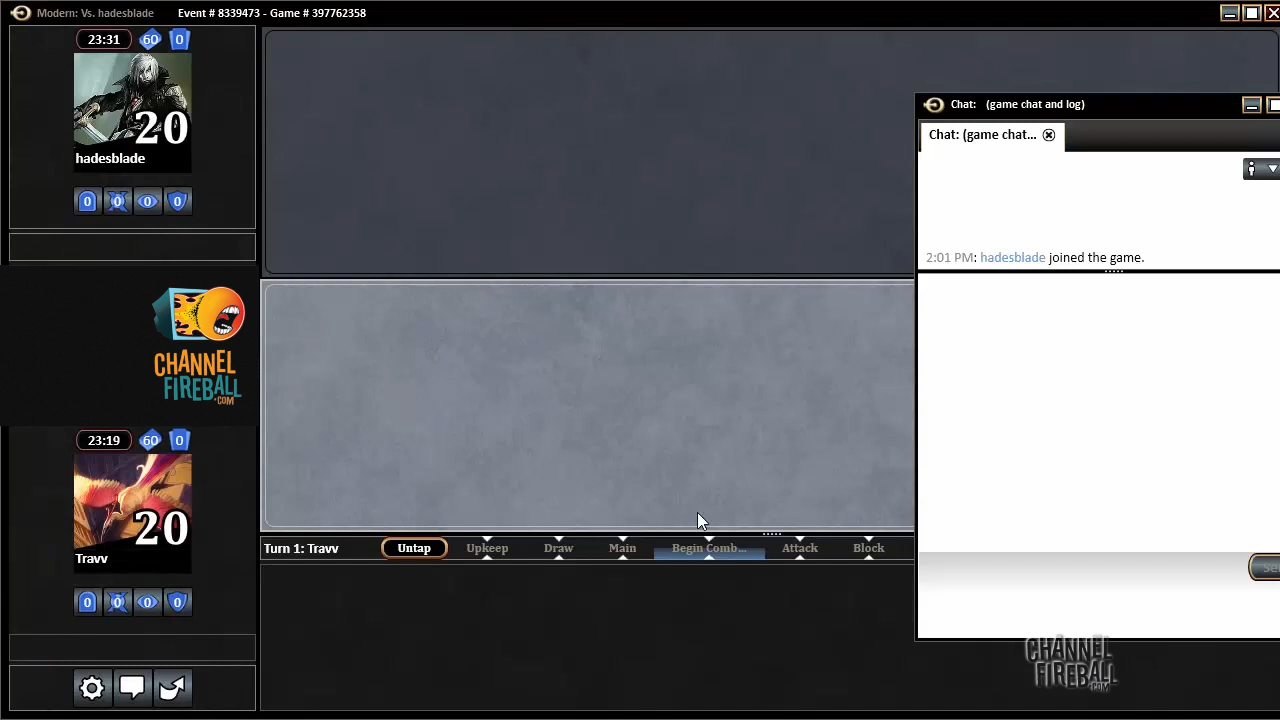 Modern: Vs. hadesblade
Event # 8339473 - Game # 397762358
23:31 60 0
20
hadesblade
0 0 0 0
CHANNEL
FIREBALL
.COM
23:19 60 0
20
Travv
0 0 0 0
Turn 1: Travv
Untap
Upkeep
Draw
Main
Begin Comb...
Attack
Block
Chat: (game chat and log)
Chat: (game chat...
2:01 PM: hadesblade joined the game.
CHANNEL
FIREBALL
.COM